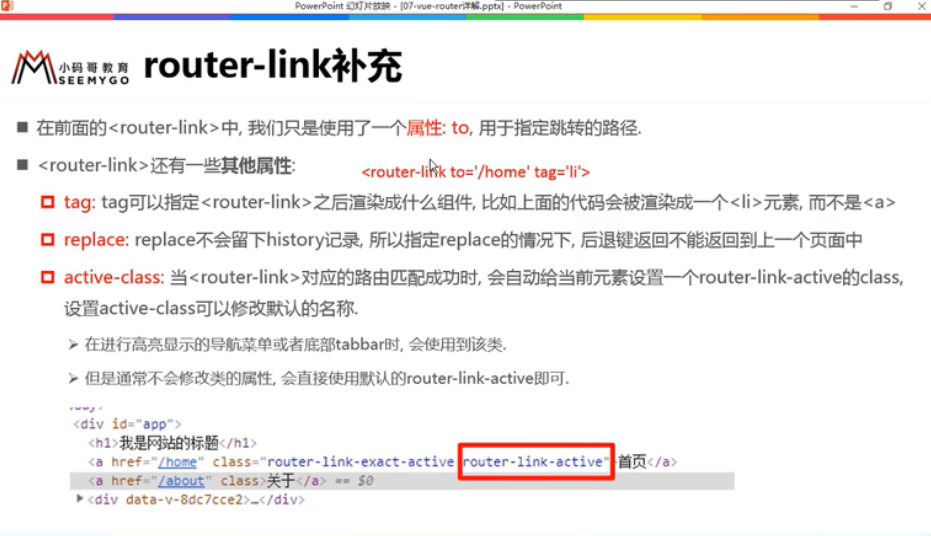 PowerPoint 幻灯片放映 - [07-vue-router详解.pptx] - PowerPoint
小码哥教育
SEEMYGO
router-link补充
在前面的<router-link>中, 我们只是使用了一个属性: to, 用于指定跳转的路径.
<router-link>还有一些其他属性:
<router-link to='/home' tag='li'>
tag: tag可以指定<router-link>之后渲染成什么组件, 比如上面的代码会被渲染成一个<li>元素, 而不是<a>
replace: replace不会留下history记录, 所以指定replace的情况下, 后退键返回不能返回到上一个页面中
active-class: 当<router-link>对应的路由匹配成功时, 会自动给当前元素设置一个router-link-active的class,
设置active-class可以修改默认的名称.
在进行高亮显示的导航菜单或者底部tabbar时, 会使用到该类.
但是通常不会修改类的属性, 会直接使用默认的router-link-active即可.
<div id="app">
<h1>我是网站的标题</h1>
<a href="/home" class="router-link-exact-active router-link-active">首页</a>
<a href="/about" class>关于</a> == $0
<div data-v-8dc7cce2>…</div>